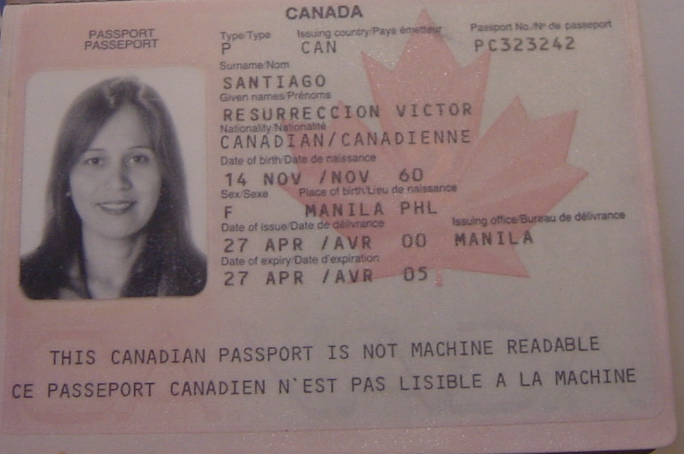 CANADA
PASSPORT
PASSEPORT
Type/Type Issuing country/Pays émetteur Passport No./Nº de passeport
P CAN PC323242
Surname/Nom
SANTIAGO
Given names/Prénoms
RESURRECCION VICTOR
Nationality/Nationalité
CANADIAN/CANADIENNE
Date of birth/Date de naissance
14 NOV /NOV 60
Sex/Sexe Place of birth/Lieu de naissance
F MANILA PHL
Date of issue/Date de délivrance Issuing office/Bureau de délivrance
27 APR /AVR 00 MANILA
Date of expiry/Date d'expiration
27 APR /AVR 05
THIS CANADIAN PASSPORT IS NOT MACHINE READABLE
CE PASSEPORT CANADIEN N'EST PAS LISIBLE A LA MACHINE